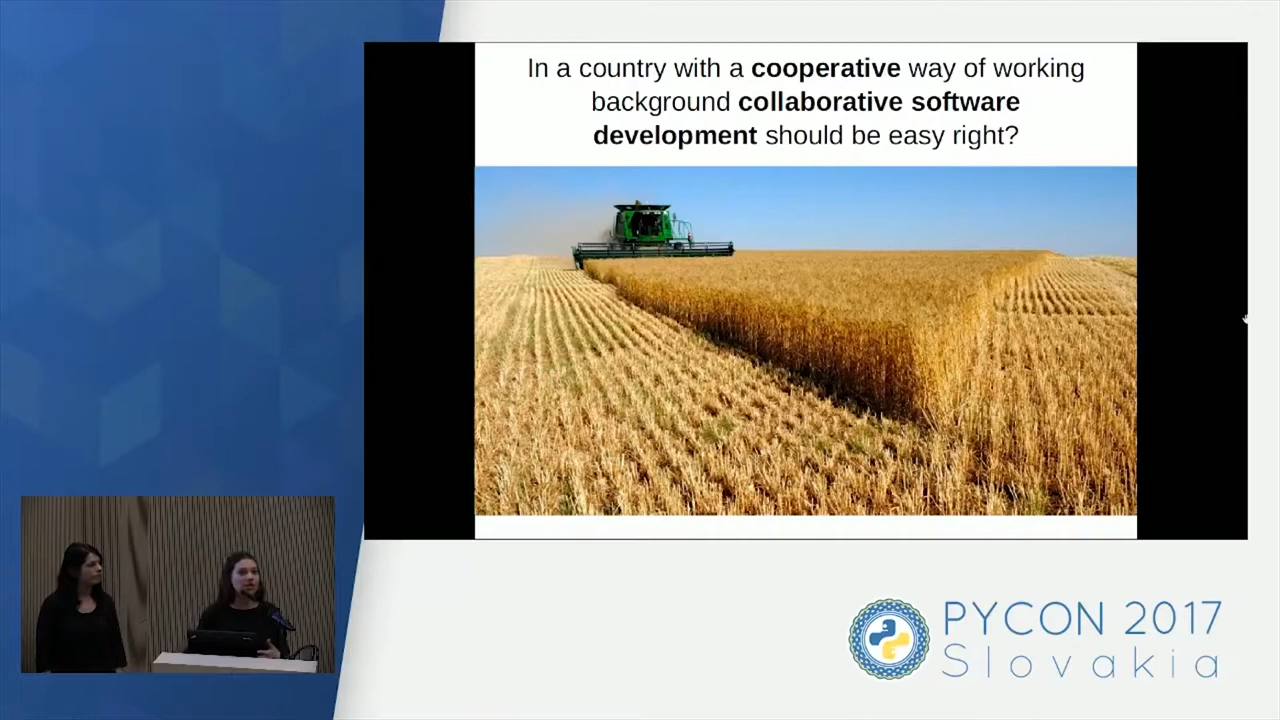 In a country with a cooperative way of working
background collaborative software
development should be easy right?
PYCON 2017
Slovakia